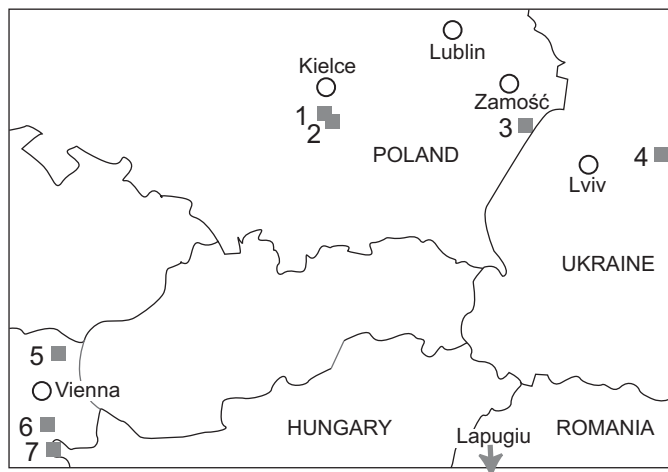 Lublin
Kielce
Zamość
1
2
3
POLAND
4
Lviv
UKRAINE
5
Vienna
6
7
HUNGARY
Lapugiu
ROMANIA